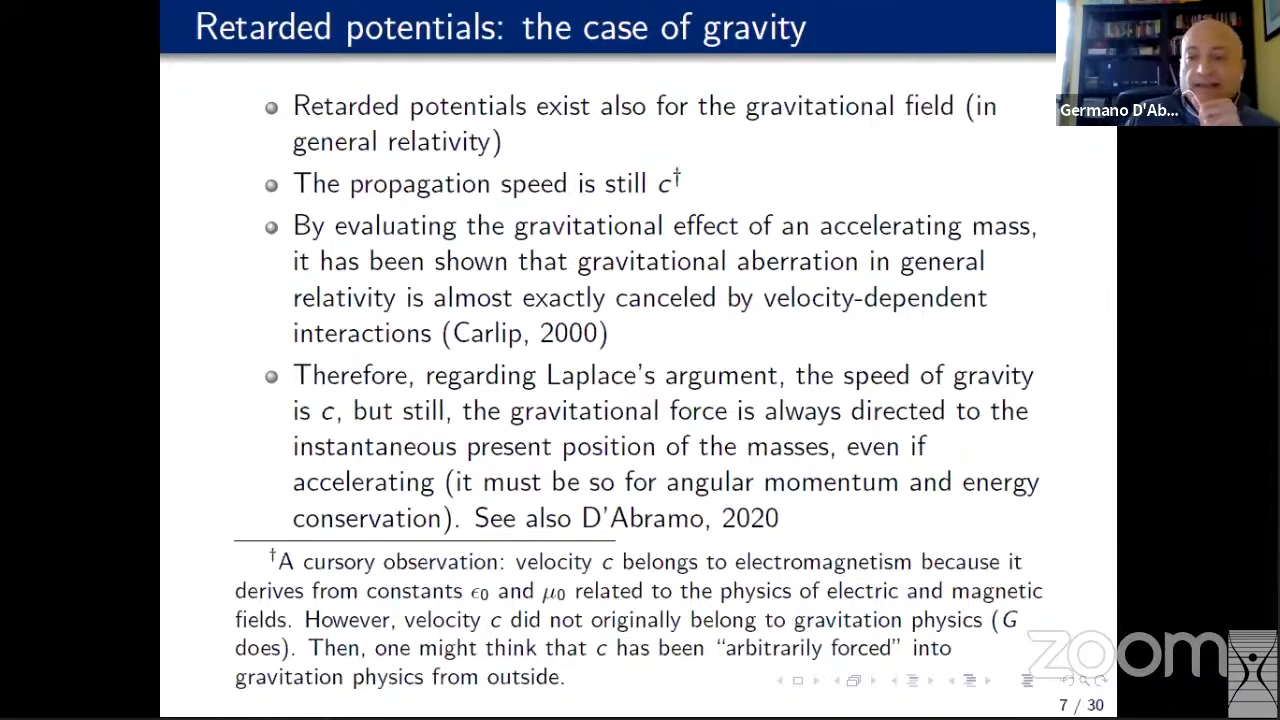 Retarded potentials: the case of gravity
Germano D'Ab...
Retarded potentials exist also for the gravitational field (in
general relativity)
The propagation speed is still c†
By evaluating the gravitational effect of an accelerating mass,
it has been shown that gravitational aberration in general
relativity is almost exactly canceled by velocity-dependent
interactions (Carlip, 2000)
Therefore, regarding Laplace's argument, the speed of gravity
is c, but still, the gravitational force is always directed to the
instantaneous present position of the masses, even if
accelerating (it must be so for angular momentum and energy
conservation). See also D'Abramo, 2020
†A cursory observation: velocity c belongs to electromagnetism because it
derives from constants ϵ0 and μ0 related to the physics of electric and magnetic
fields. However, velocity c did not originally belong to gravitation physics (G
does). Then, one might think that c has been “arbitrarily forced” into
gravitation physics from outside.
zoom
7 / 30